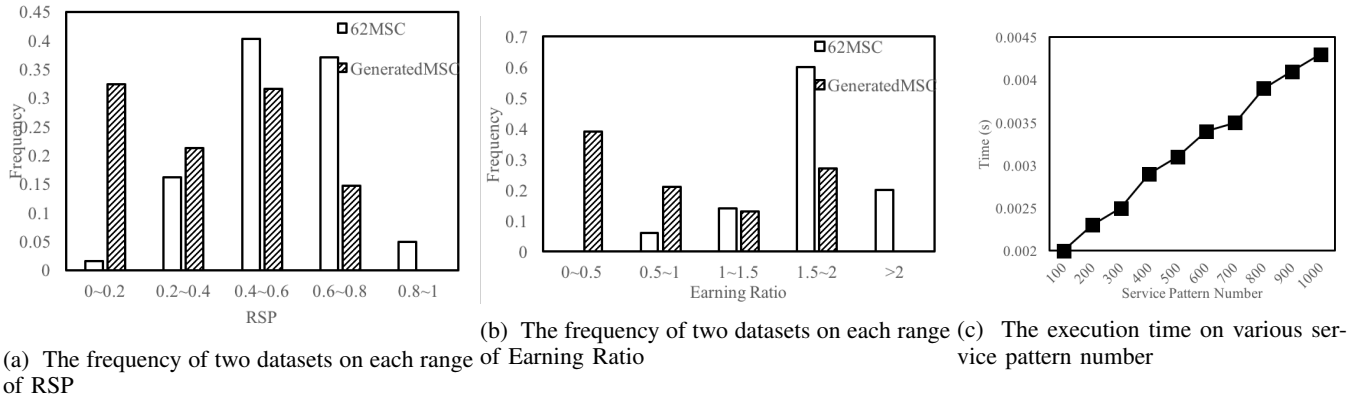 0.45
0.4
0.35
0.3
0.25
0.2
0.15
0.1
0.05
0
Frequency
62MSC
GeneratedMSC
0~0.2 0.2~0.4 0.4~0.6 0.6~0.8 0.8~1
RSP
(a) The frequency of two datasets on each range
of RSP
0.7
0.6
0.5
0.4
0.3
0.2
0.1
0
Frequency
62MSC
GeneratedMSC
0~0.5 0.5~1 1~1.5 1.5~2 >2
Earning Ratio
(b) The frequency of two datasets on each range
of Earning Ratio
0.0045
0.004
0.0035
0.003
0.0025
0.002
Time (s)
100 200 300 400 500 600 700 800 900 1000
Service Pattern Number
(c) The execution time on various ser-
vice pattern number